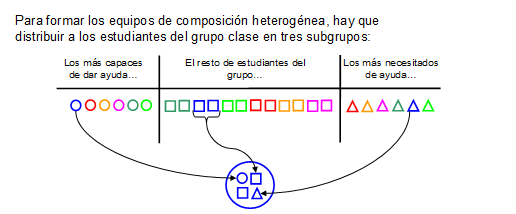 Para formar los equipos de composición heterogénea, hay que
distribuir a los estudiantes del grupo clase en tres subgrupos:
Los más capaces
de dar ayuda...
El resto de estudiantes del
grupo...
Los más necesitados
de ayuda...